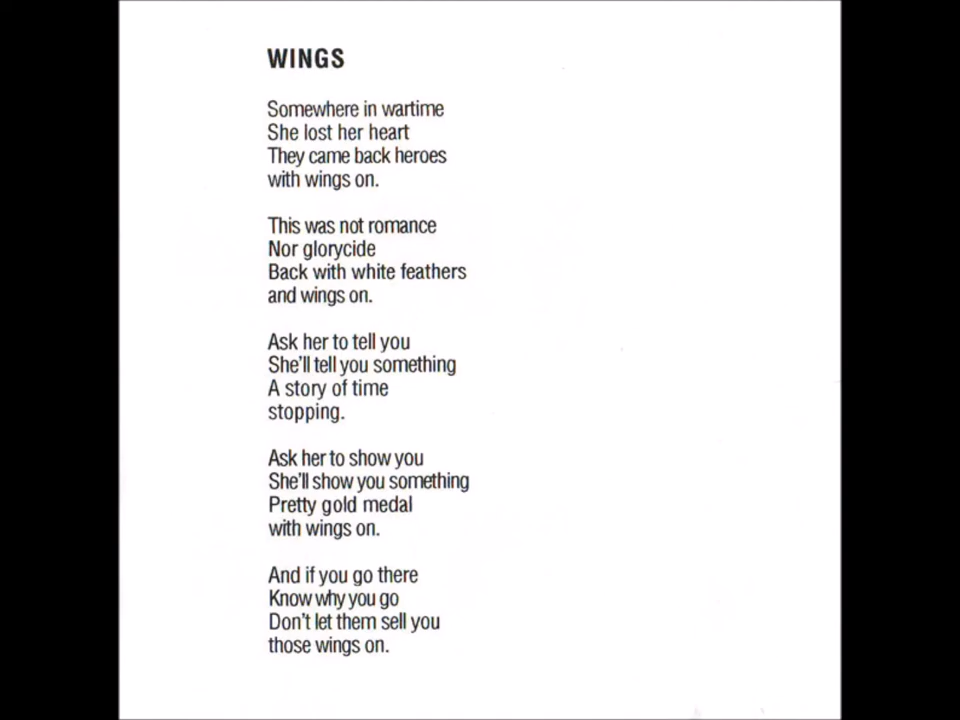 WINGS
Somewhere in wartime
She lost her heart
They came back heroes
with wings on.
This was not romance
Nor glorycide
Back with white feathers
and wings on.
Ask her to tell you
She'll tell you something
A story of time
stopping.
Ask her to show you
She'll show you something
Pretty gold medal
with wings on.
And if you go there
Know why you go
Don't let them sell you
those wings on.